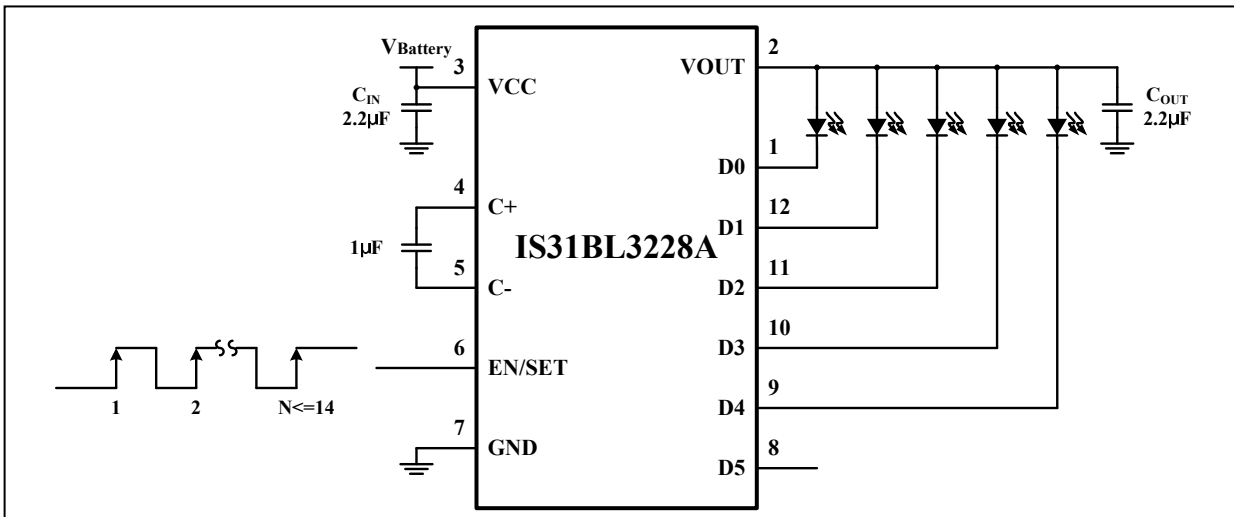 VBattery
3
VCC
CIN
2.2µF
4
C+
1µF
5
C-
6
EN/SET
1
2
N<=14
7
GND
IS31BL3228A
2
VOUT
COUT
2.2µF
1
D0
12
D1
11
D2
10
D3
9
D4
8
D5